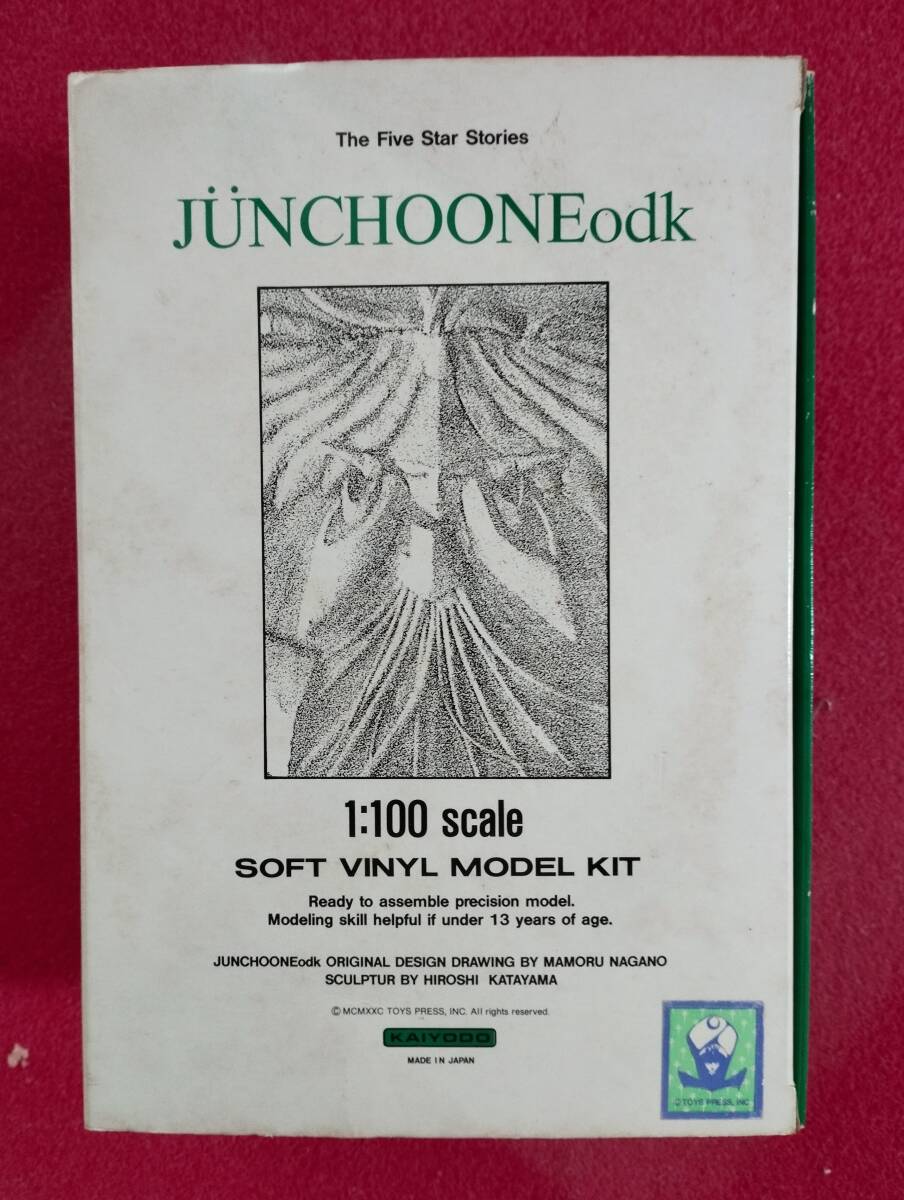 The Five Star Stories
JÜNCHOONEodk
1:100 scale
SOFT VINYL MODEL KIT
Ready to assemble precision model.
Modeling skill helpful if under 13 years of age.
JUNCHOONEodk ORIGINAL DESIGN DRAWING BY MAMORU NAGANO
SCULPTUR BY HIROSHI KATAYAMA
©MCMXXC TOYS PRESS, INC. All rights reserved.
KAIYODO
MADE IN JAPAN
©TOYS PRESS, INC